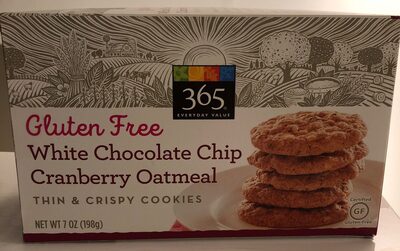 365
EVERYDAY VALUE
Gluten Free
White Chocolate Chip
Cranberry Oatmeal
THIN & CRISPY COOKIES
NET WT 7 OZ (198g)
Certified
GF
Gluten-Free